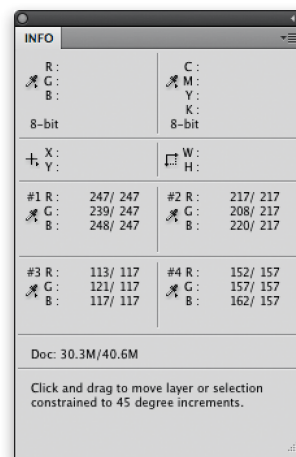 INFO
R :
G :
B :
8-bit
C :
M :
Y :
K :
8-bit
X :
Y :
W :
H :
#1 R : 247/ 247
G : 239/ 247
B : 248/ 247
#2 R : 217/ 217
G : 208/ 217
B : 220/ 217
#3 R : 113/ 117
G : 121/ 117
B : 117/ 117
#4 R : 152/ 157
G : 157/ 157
B : 162/ 157
Doc: 30.3M/40.6M
Click and drag to move layer or selection
constrained to 45 degree increments.